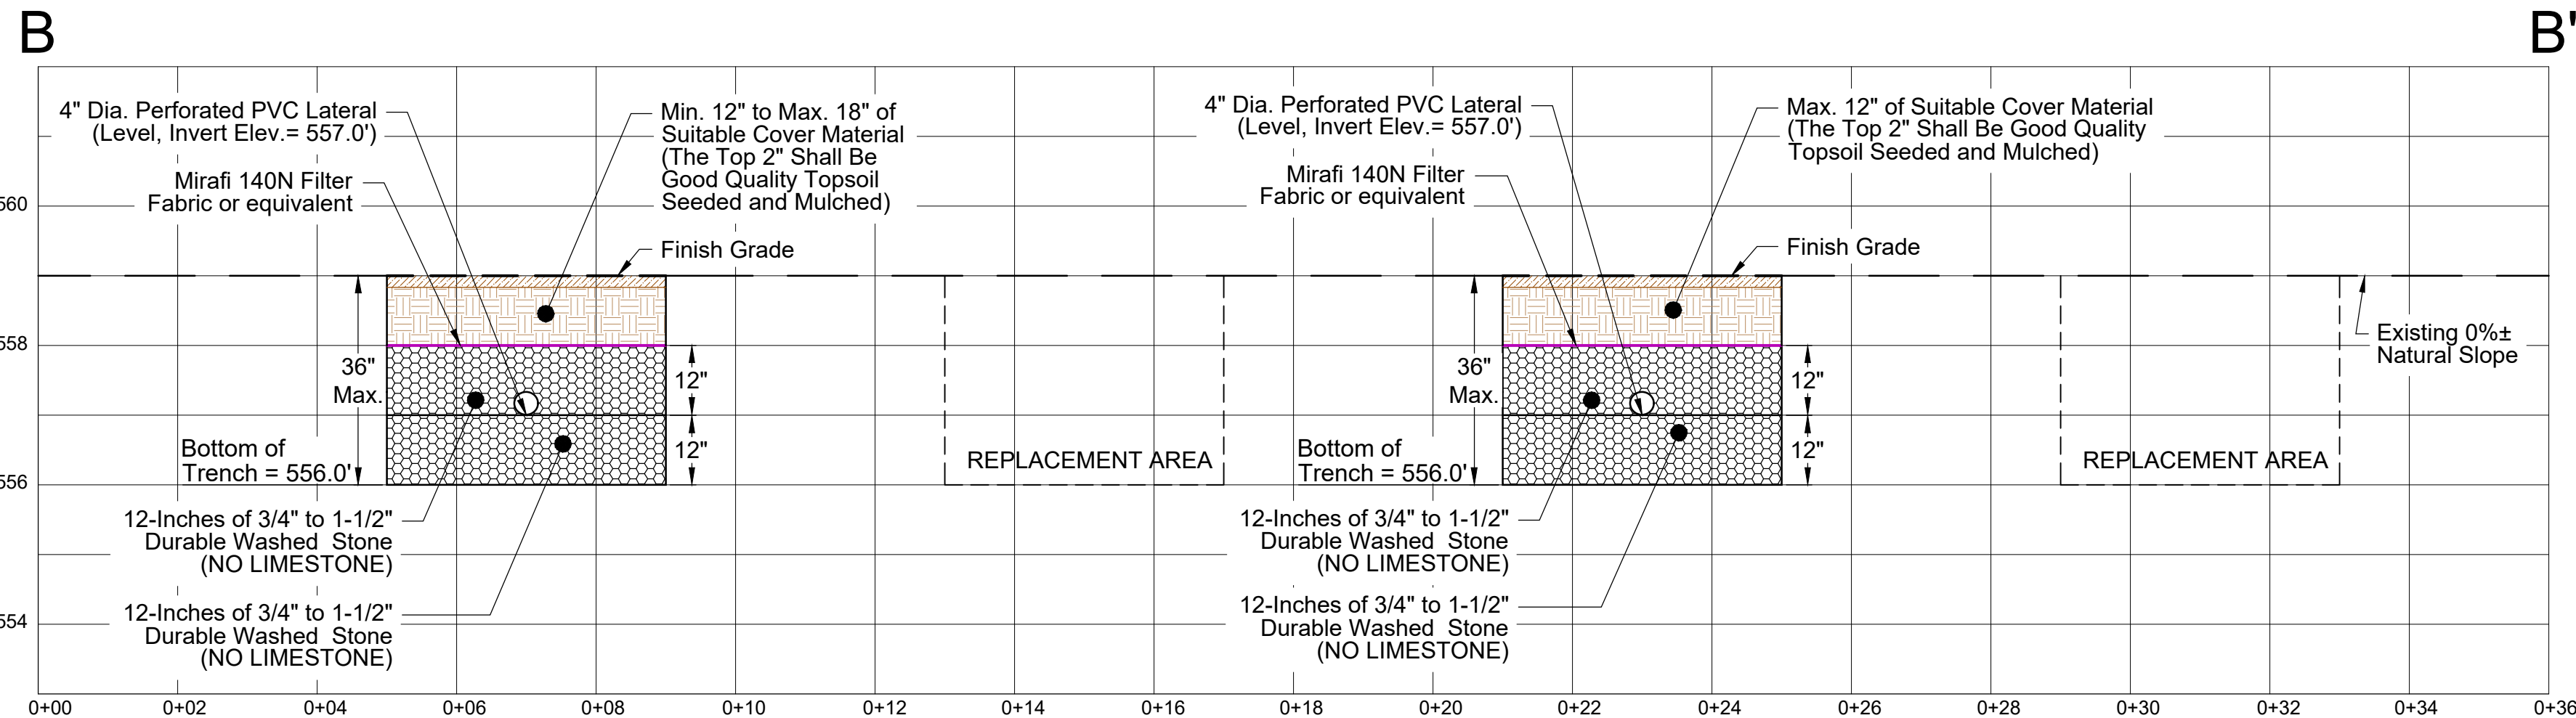 B
B'
4" Dia. Perforated PVC Lateral
(Level, Invert Elev.= 557.0')
Mirafi 140N Filter
Fabric or equivalent
Min. 12" to Max. 18" of
Suitable Cover Material
(The Top 2" Shall Be
Good Quality Topsoil
Seeded and Mulched)
Finish Grade
4" Dia. Perforated PVC Lateral
(Level, Invert Elev.= 557.0')
Mirafi 140N Filter
Fabric or equivalent
Max. 12" of Suitable Cover Material
(The Top 2" Shall Be Good Quality
Topsoil Seeded and Mulched)
Finish Grade
560
558
556
554
36"
Max.
12"
12"
Bottom of
Trench = 556.0'
REPLACEMENT AREA
36"
Max.
12"
12"
Bottom of
Trench = 556.0'
REPLACEMENT AREA
Existing 0%±
Natural Slope
12-Inches of 3/4" to 1-1/2"
Durable Washed Stone
(NO LIMESTONE)
12-Inches of 3/4" to 1-1/2"
Durable Washed Stone
(NO LIMESTONE)
12-Inches of 3/4" to 1-1/2"
Durable Washed Stone
(NO LIMESTONE)
12-Inches of 3/4" to 1-1/2"
Durable Washed Stone
(NO LIMESTONE)
0+00 0+02 0+04 0+06 0+08 0+10 0+12 0+14 0+16 0+18 0+20 0+22 0+24 0+26 0+28 0+30 0+32 0+34 0+36